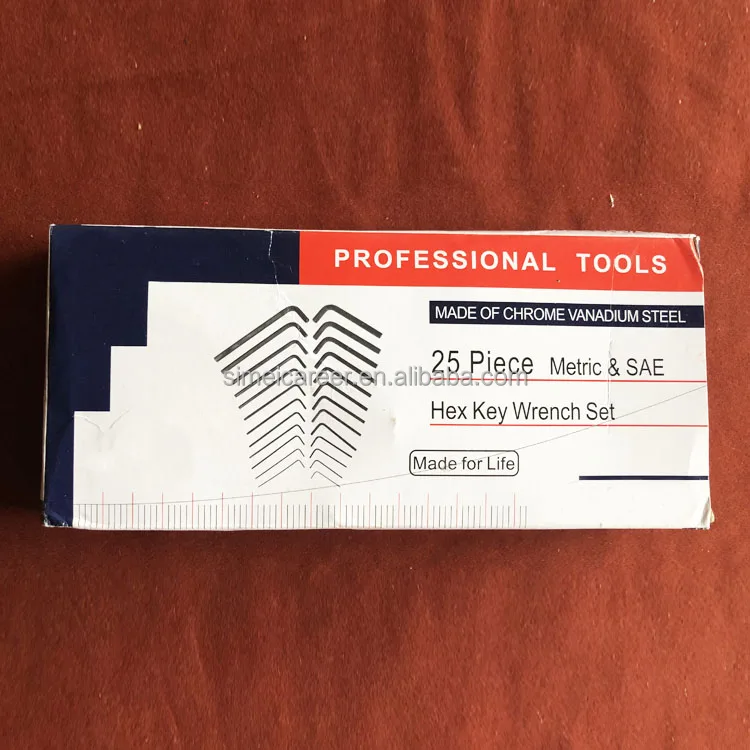 PROFESSIONAL TOOLS
MADE OF CHROME VANADIUM STEEL
25 Piece Metric & SAE
simeicareer.en.alibaba.com
Hex Key Wrench Set
Made for Life